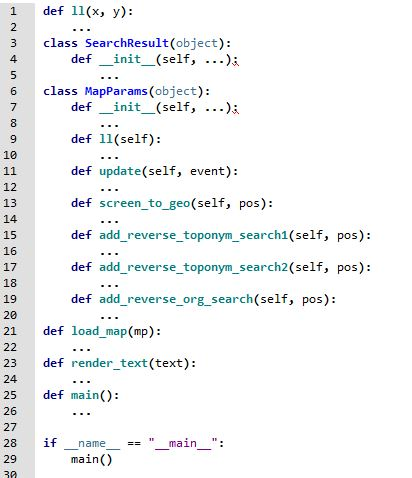 1 def ll(x, y):
2     ...
3 class SearchResult(object):
4     def __init__(self, ...);
5     ...
6 class MapParams(object):
7     def __init__(self, ...);
8         ...
9     def ll(self):
10         ...
11     def update(self, event):
12         ...
13     def screen_to_geo(self, pos):
14         ...
15     def add_reverse_toponym_search1(self, pos):
16         ...
17     def add_reverse_toponym_search2(self, pos):
18         ...
19     def add_reverse_org_search(self, pos):
20         ...
21 def load_map(mp):
22     ...
23 def render_text(text):
24     ...
25 def main():
26     ...
27
28 if __name__ == "__main__":
29     main()
30